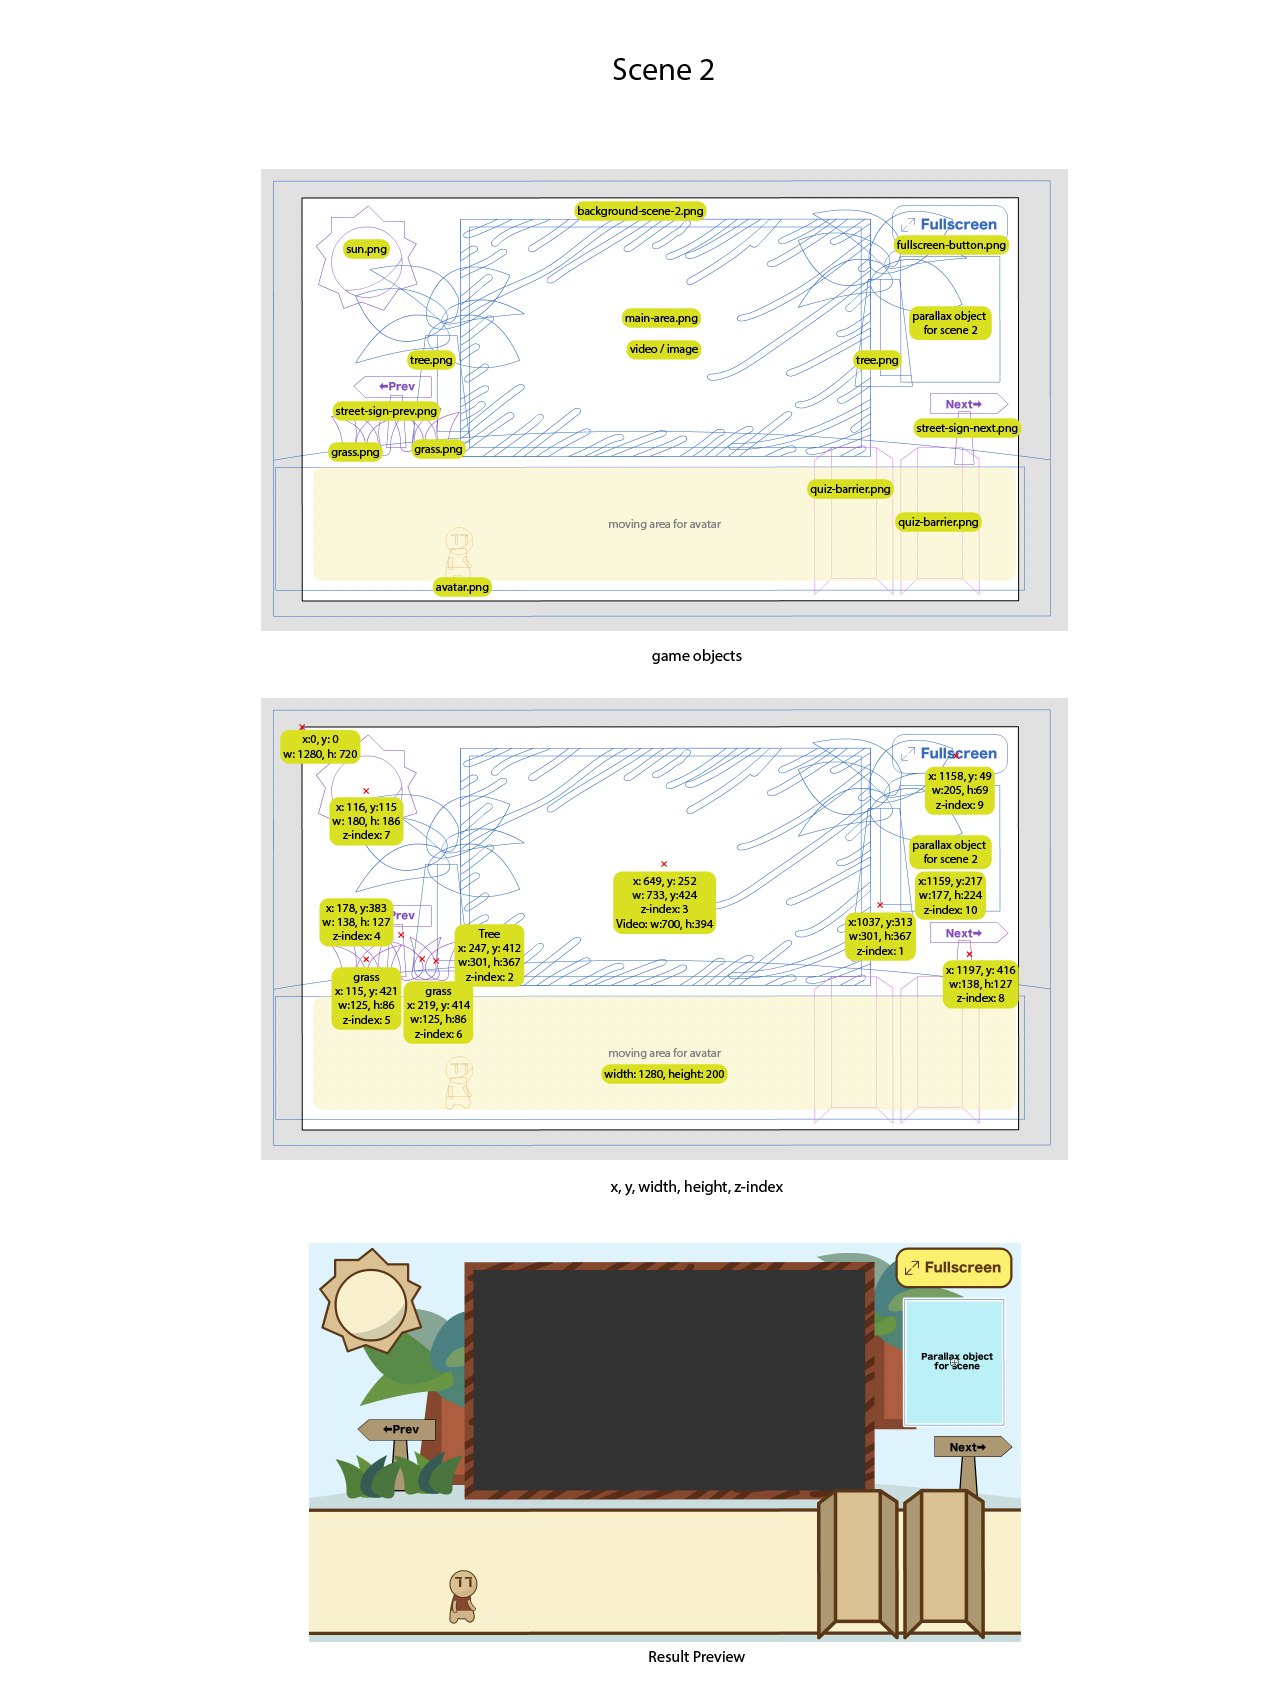 Scene 2
background-scene-2.png
Fullscreen
sun.png
fullscreen-button.png
main-area.png
parallax object
for scene 2
video / image
tree.png
tree.png
⬅Prev
street-sign-prev.png
Next➡
street-sign-next.png
grass.png
grass.png
quiz-barrier.png
quiz-barrier.png
moving area for avatar
avatar.png
game objects
x:0, y: 0
w: 1280, h: 720
Fullscreen
x: 1158, y: 49
w:205, h:69
z-index: 9
x: 116, y:115
w: 180, h: 186
z-index: 7
parallax object
for scene 2
x:1159, y:217
w:177, h:224
z-index: 10
x: 649, y: 252
w: 733, y:424
z-index: 3
Video: w:700, h:394
x: 178, y:383
w: 138, h: 127
z-index: 4
Prev
x:1037, y:313
w:301, h:367
z-index: 1
Next➡
Tree
x: 247, y: 412
w:301, h:367
z-index: 2
x: 1197, y: 416
w:138, h:127
z-index: 8
grass
x: 115, y: 421
w:125, h:86
z-index: 5
grass
x: 219, y: 414
w:125, h:86
z-index: 6
moving area for avatar
width: 1280, height: 200
x, y, width, height, z-index
Fullscreen
Parallax object
for scene
⬅Prev
Next➡
Result Preview